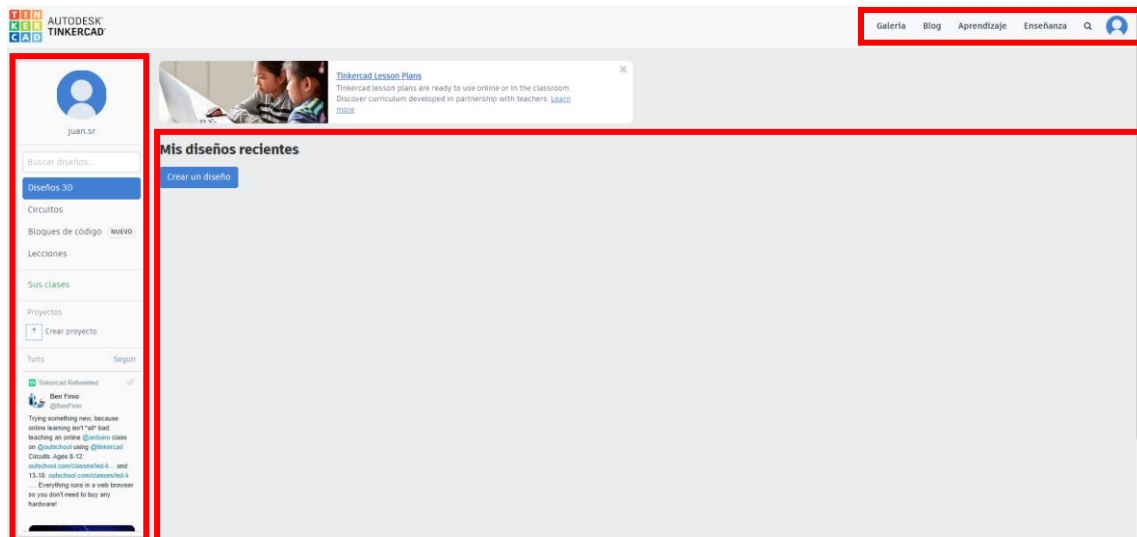 TIN
KER
CAD
AUTODESK®
TINKERCAD®
Galeria Blog Aprendizaje Enseñanza
juan.sr
Buscar diseños...
Diseños 3D
Circuitos
Bloques de código NUEVO
Lecciones
Sus clases
Proyectos
+ Crear proyecto
Tuits Seguir
Tinkercad Retweeted
Ben Finio
@BenFinio
Trying something new, because
online learning isn't *all* bad:
teaching an online @arduino class
on @outschool using @tinkercad
Circuits. Ages 8-12:
outschool.com/classes/led-li... and
13-18: outschool.com/classes/led-li
... Everything runs in a web browser
so you don't need to buy any
hardware!
Tinkercad Lesson Plans
Tinkercad lesson plans are ready to use online or in the classroom.
Discover curriculum developed in partnership with teachers. Learn
more
Mis diseños recientes
Crear un diseño